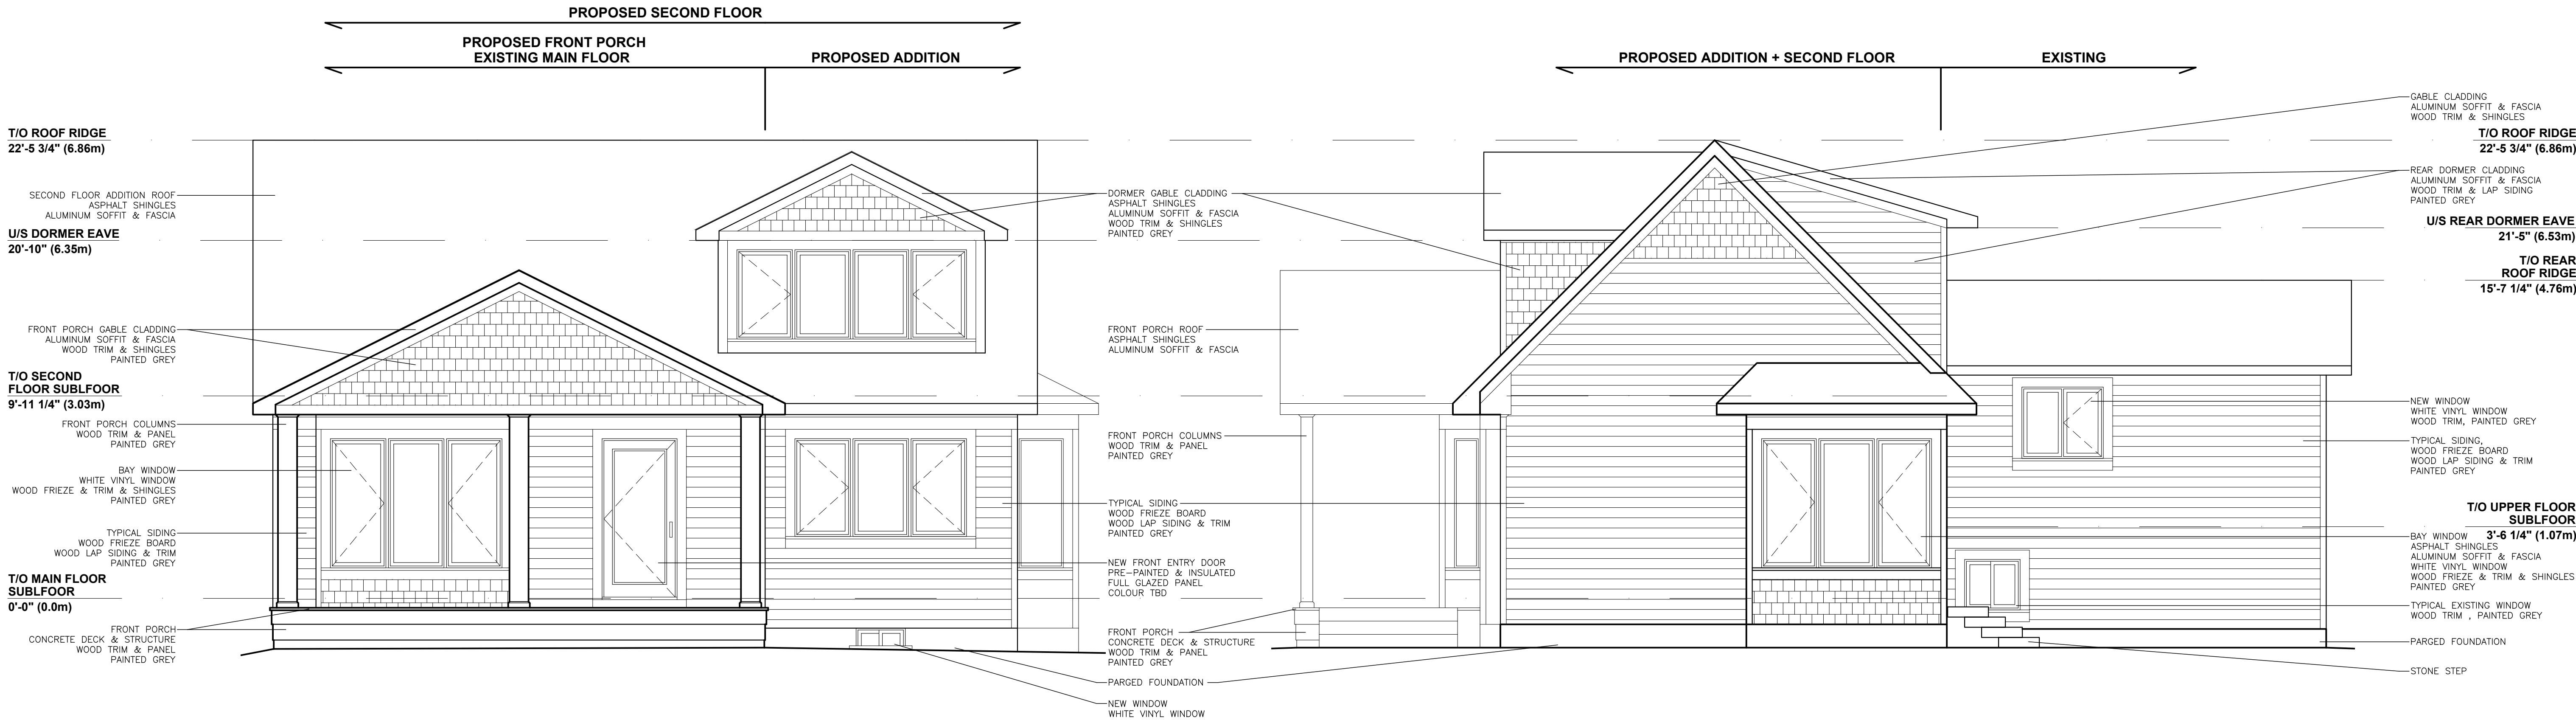 PROPOSED SECOND FLOOR
PROPOSED FRONT PORCH
EXISTING MAIN FLOOR
PROPOSED ADDITION
PROPOSED ADDITION + SECOND FLOOR
EXISTING
T/O ROOF RIDGE
22'-5 3/4" (6.86m)
SECOND FLOOR ADDITION ROOF
ASPHALT SHINGLES
ALUMINUM SOFFIT & FASCIA
U/S DORMER EAVE
20'-10" (6.35m)
FRONT PORCH GABLE CLADDING
ALUMINUM SOFFIT & FASCIA
WOOD TRIM & SHINGLES
PAINTED GREY
T/O SECOND
FLOOR SUBLFOOR
9'-11 1/4" (3.03m)
FRONT PORCH COLUMNS
WOOD TRIM & PANEL
PAINTED GREY
BAY WINDOW
WHITE VINYL WINDOW
WOOD FRIEZE & TRIM & SHINGLES
PAINTED GREY
TYPICAL SIDING
WOOD FRIEZE BOARD
WOOD LAP SIDING & TRIM
PAINTED GREY
T/O MAIN FLOOR
SUBLFOOR
0'-0" (0.0m)
FRONT PORCH
CONCRETE DECK & STRUCTURE
WOOD TRIM & PANEL
PAINTED GREY
DORMER GABLE CLADDING
ASPHALT SHINGLES
ALUMINUM SOFFIT & FASCIA
WOOD TRIM & SHINGLES
PAINTED GREY
FRONT PORCH ROOF
ASPHALT SHINGLES
ALUMINUM SOFFIT & FASCIA
FRONT PORCH COLUMNS
WOOD TRIM & PANEL
PAINTED GREY
TYPICAL SIDING
WOOD FRIEZE BOARD
WOOD LAP SIDING & TRIM
PAINTED GREY
NEW FRONT ENTRY DOOR
PRE-PAINTED & INSULATED
FULL GLAZED PANEL
COLOUR TBD
FRONT PORCH
CONCRETE DECK & STRUCTURE
WOOD TRIM & PANEL
PAINTED GREY
PARGED FOUNDATION
NEW WINDOW
WHITE VINYL WINDOW
GABLE CLADDING
ALUMINUM SOFFIT & FASCIA
WOOD TRIM & SHINGLES
T/O ROOF RIDGE
22'-5 3/4" (6.86m)
REAR DORMER CLADDING
ALUMINUM SOFFIT & FASCIA
WOOD TRIM & LAP SIDING
PAINTED GREY
U/S REAR DORMER EAVE
21'-5" (6.53m)
T/O REAR
ROOF RIDGE
15'-7 1/4" (4.76m)
NEW WINDOW
WHITE VINYL WINDOW
WOOD TRIM, PAINTED GREY
TYPICAL SIDING,
WOOD FRIEZE BOARD
WOOD LAP SIDING & TRIM
PAINTED GREY
T/O UPPER FLOOR
SUBLFOOR
3'-6 1/4" (1.07m)
BAY WINDOW
ASPHALT SHINGLES
ALUMINUM SOFFIT & FASCIA
WHITE VINYL WINDOW
WOOD FRIEZE & TRIM & SHINGLES
PAINTED GREY
TYPICAL EXISTING WINDOW
WOOD TRIM , PAINTED GREY
PARGED FOUNDATION
STONE STEP